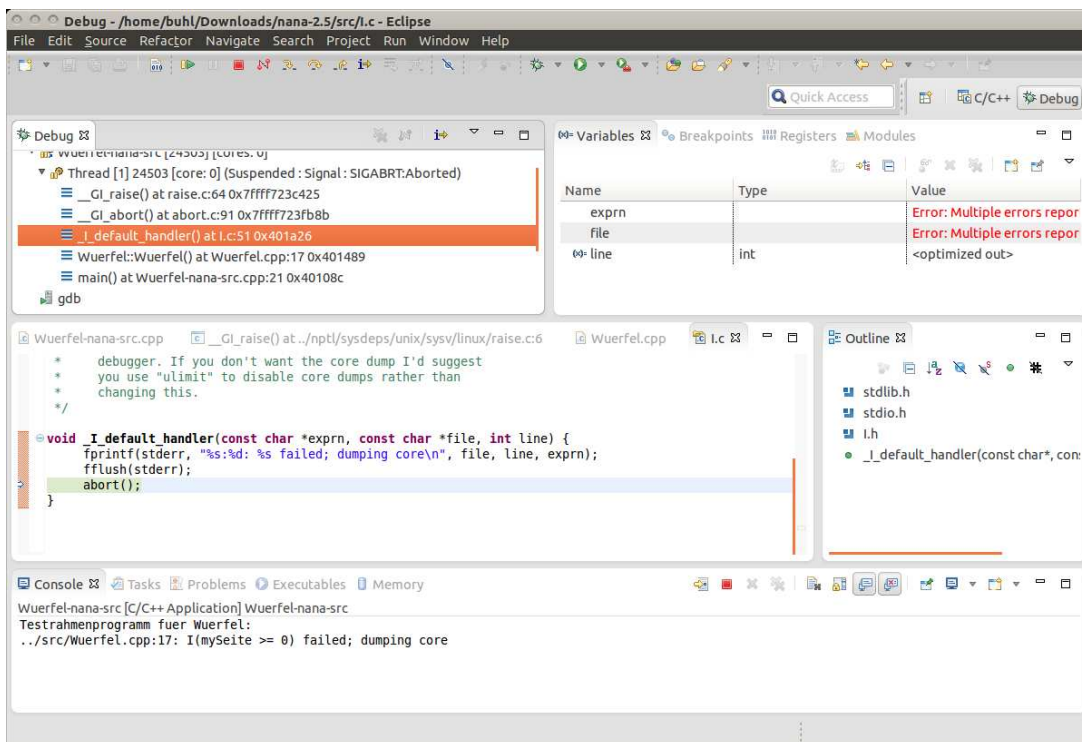 Debug - /home/buhl/Downloads/nana-2.5/src/I.c - Eclipse
File Edit Source Refactor Navigate Search Project Run Window Help
Quick Access
C/C++
Debug
Debug
Wuerfel-nana-src [24503] [cores: 0]
Thread [1] 24503 [core: 0] (Suspended : Signal : SIGABRT:Aborted)
__GI_raise() at raise.c:64 0x7ffff723c425
__GI_abort() at abort.c:91 0x7ffff723fb8b
_I_default_handler() at I.c:51 0x401a26
Wuerfel::Wuerfel() at Wuerfel.cpp:17 0x401489
main() at Wuerfel-nana-src.cpp:21 0x40108c
gdb
Variables Breakpoints Registers Modules
Name Type Value
exprn Error: Multiple errors repor
file Error: Multiple errors repor
line int <optimized out>
Wuerfel-nana-src.cpp __GI_raise() at ../nptl/sysdeps/unix/sysv/linux/raise.c:6 Wuerfel.cpp I.c
* debugger. If you don't want the core dump I'd suggest
* you use "ulimit" to disable core dumps rather than
* changing this.
*/
void _I_default_handler(const char *exprn, const char *file, int line) {
fprintf(stderr, "%s:%d: %s failed; dumping core\n", file, line, exprn);
fflush(stderr);
abort();
}
Outline
stdlib.h
stdio.h
I.h
_I_default_handler(const char*, cons
Console Tasks Problems Executables Memory
Wuerfel-nana-src [C/C++ Application] Wuerfel-nana-src
Testrahmenprogramm fuer Wuerfel:
../src/Wuerfel.cpp:17: I(mySeite >= 0) failed; dumping core